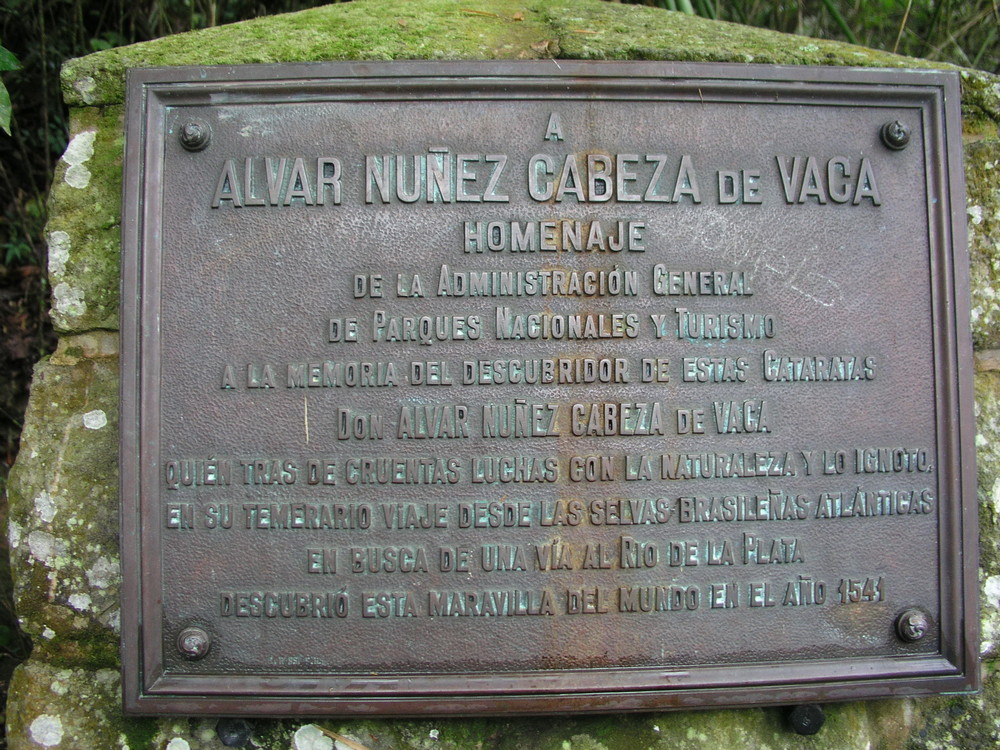 A
ALVAR NUÑEZ CABEZA DE VACA
HOMENAJE
DE LA ADMINISTRACIÓN GENERAL
DE PARQUES NACIONALES Y TURISMO
A LA MEMORIA DEL DESCUBRIDOR DE ESTAS CATARATAS
DON ALVAR NUÑEZ CABEZA DE VACA
QUIÉN TRAS DE CRUENTAS LUCHAS CON LA NATURALEZA Y LO IGNOTO,
EN SU TEMERARIO VIAJE DESDE LAS SELVAS BRASILEÑAS ATLÁNTICAS
EN BUSCA DE UNA VÍA AL RIO DE LA PLATA
DESCUBRIÓ ESTA MARAVILLA DEL MUNDO EN EL AÑO 1541